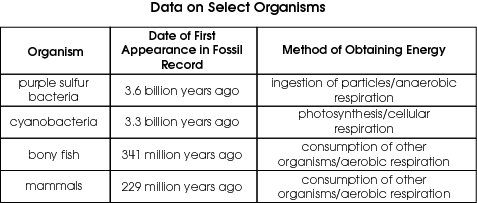 Data on Select Organisms
Organism
Date of First
Appearance in Fossil
Record
Method of Obtaining Energy
purple sulfur
bacteria
3.6 billion years ago
ingestion of particles/anaerobic
respiration
cyanobacteria
3.3 billion years ago
photosynthesis/cellular
respiration
bony fish
341 million years ago
consumption of other
organisms/aerobic respiration
mammals
229 million years ago
consumption of other
organisms/aerobic respiration